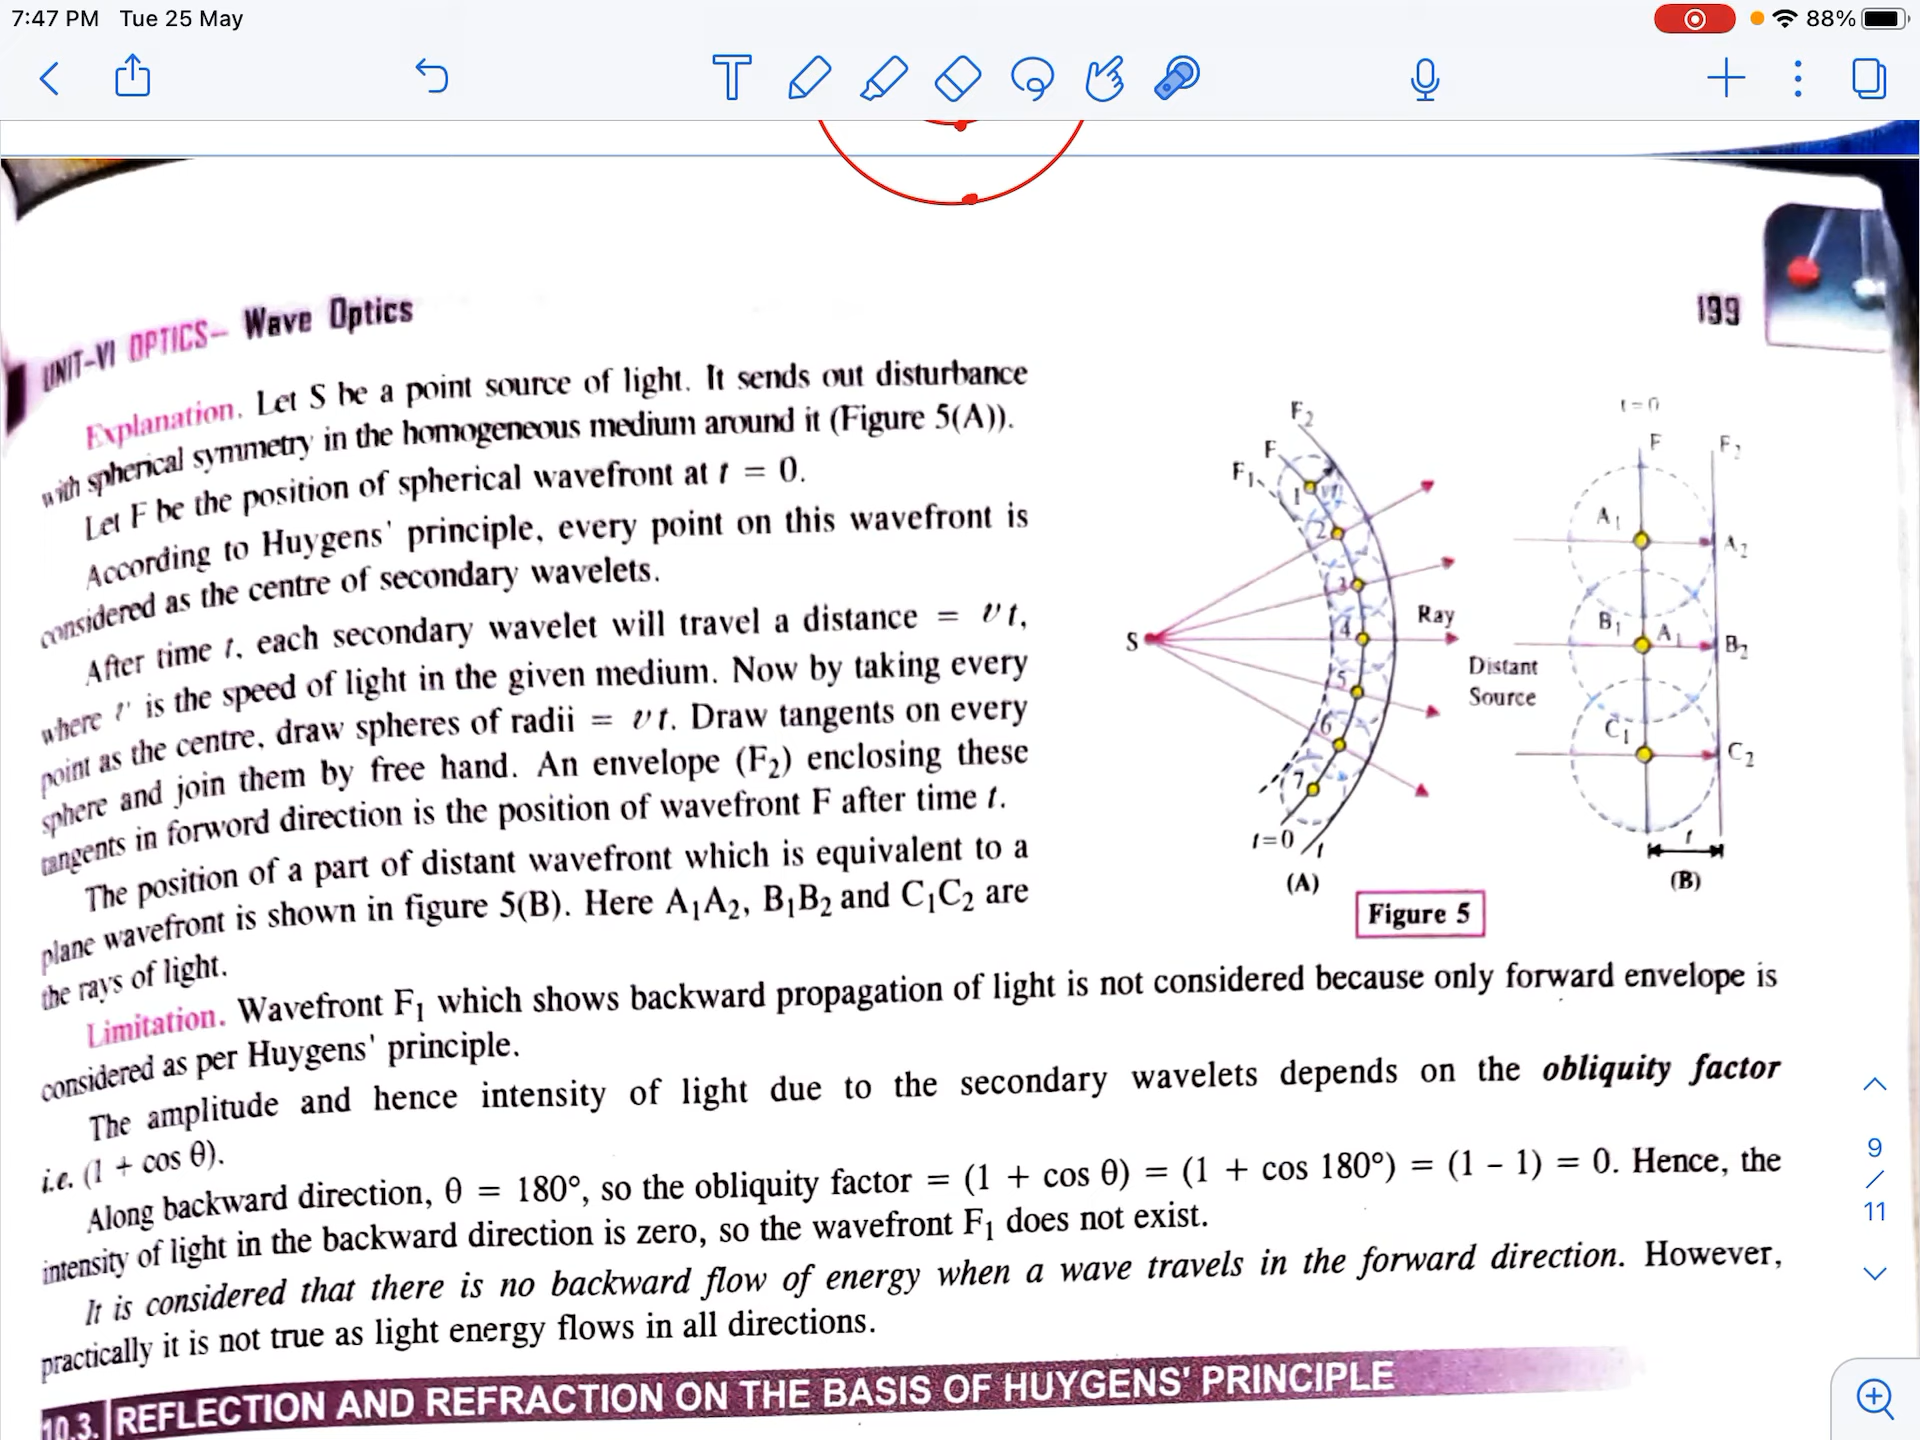 7:47 PM Tue 25 May
88%
UNIT-VI OPTICS– Wave Optics
199
Explanation. Let S be a point source of light. It sends out disturbance
with spherical symmetry in the homogeneous medium around it (Figure 5(A)).
Let F be the position of spherical wavefront at t = 0.
According to Huygens' principle, every point on this wavefront is
considered as the centre of secondary wavelets.
After time t, each secondary wavelet will travel a distance = υt,
where υ is the speed of light in the given medium. Now by taking every
point as the centre, draw spheres of radii = υt. Draw tangents on every
sphere and join them by free hand. An envelope (F₂) enclosing these
tangents in forword direction is the position of wavefront F after time t.
The position of a part of distant wavefront which is equivalent to a
plane wavefront is shown in figure 5(B). Here A₁A₂, B₁B₂ and C₁C₂ are
the rays of light.
F₂
F
F₁
1
2
3
4
5
6
7
S
Ray
t=0
t
(A)
t=0
F
F₂
A₁
A₂
B₁
A₁
B₂
Distant
Source
C₁
C₂
t
(B)
Figure 5
Limitation. Wavefront F₁ which shows backward propagation of light is not considered because only forward envelope is
considered as per Huygens' principle.
The amplitude and hence intensity of light due to the secondary wavelets depends on the obliquity factor
i.e. (1 + cos θ).
Along backward direction, θ = 180°, so the obliquity factor = (1 + cos θ) = (1 + cos 180°) = (1 – 1) = 0. Hence, the
intensity of light in the backward direction is zero, so the wavefront F₁ does not exist.
It is considered that there is no backward flow of energy when a wave travels in the forward direction. However,
practically it is not true as light energy flows in all directions.
10.3. REFLECTION AND REFRACTION ON THE BASIS OF HUYGENS' PRINCIPLE
9
/
11